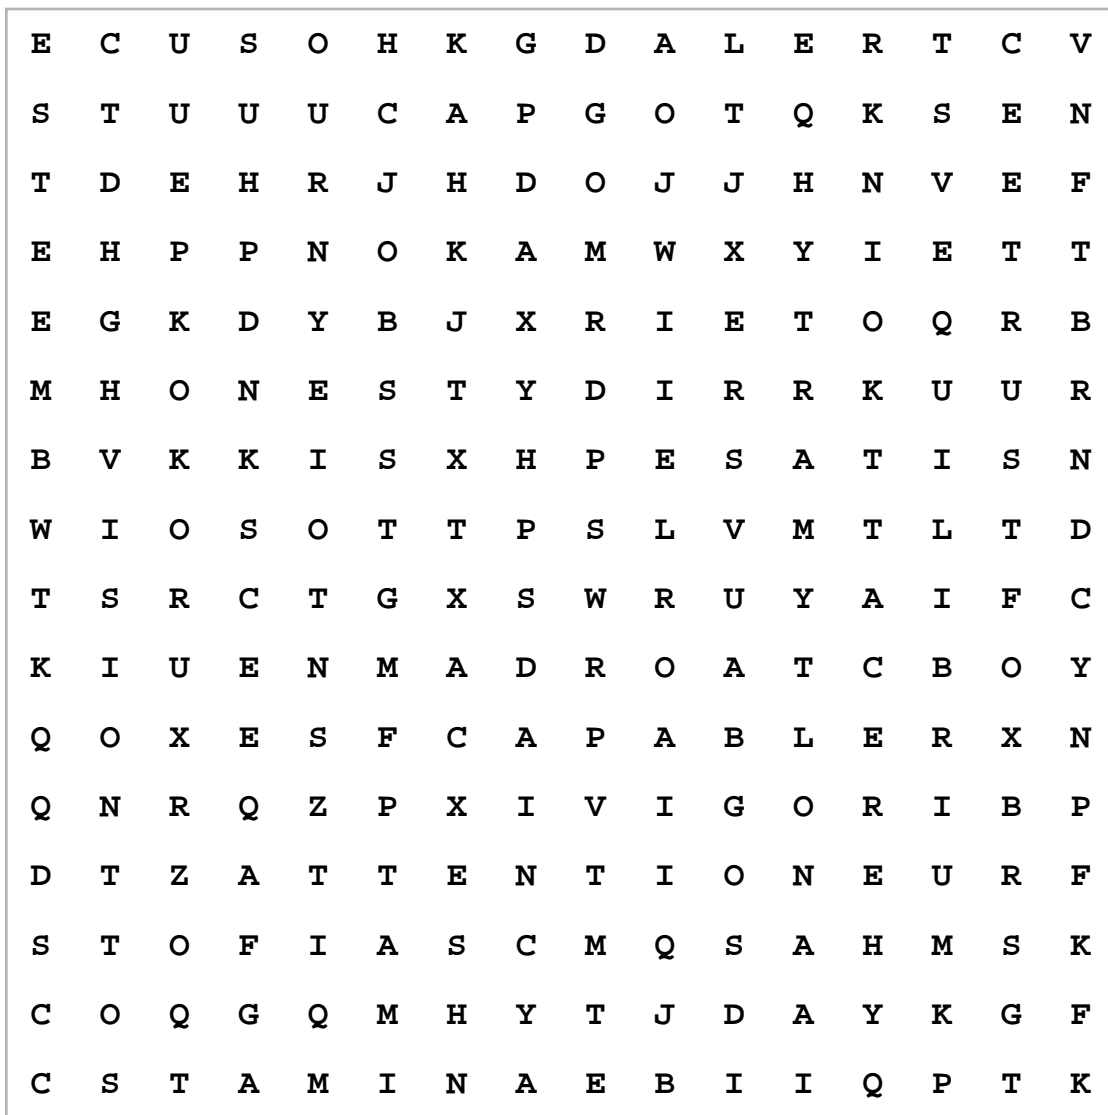 E C U S O H K G D A L E R T C V
S T U U U C A P G O T Q K S E N
T D E H R J H D O J J H N V E F
E H P P N O K A M W X Y I E T T
E G K D Y B J X R I E T O Q R B
M H O N E S T Y D I R R K U U R
B V K K I S X H P E S A T I S N
W I O S O T T P S L V M T L T D
T S R C T G X S W R U Y A I F C
K I U E N M A D R O A T C B O Y
Q O X E S F C A P A B L E R X N
Q N R Q Z P X I V I G O R I B P
D T Z A T T E N T I O N E U R F
S T O F I A S C M Q S A H M S K
C O Q G Q M H Y T J D A Y K G F
C S T A M I N A E B I I Q P T K